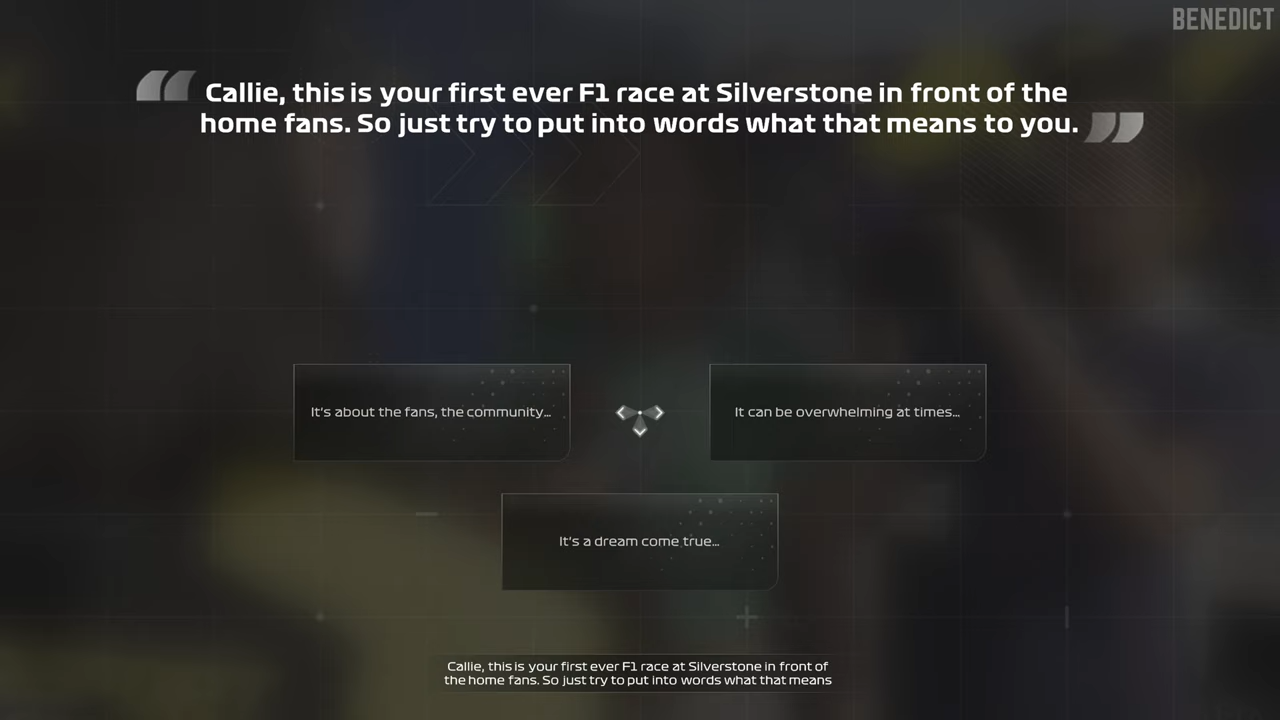 BENEDICT
Callie, this is your first ever F1 race at Silverstone in front of the
home fans. So just try to put into words what that means to you.
It's about the fans, the community...
It can be overwhelming at times...
It's a dream come true...
Callie, this is your first ever F1 race at Silverstone in front of
the home fans. So just try to put into words what that means